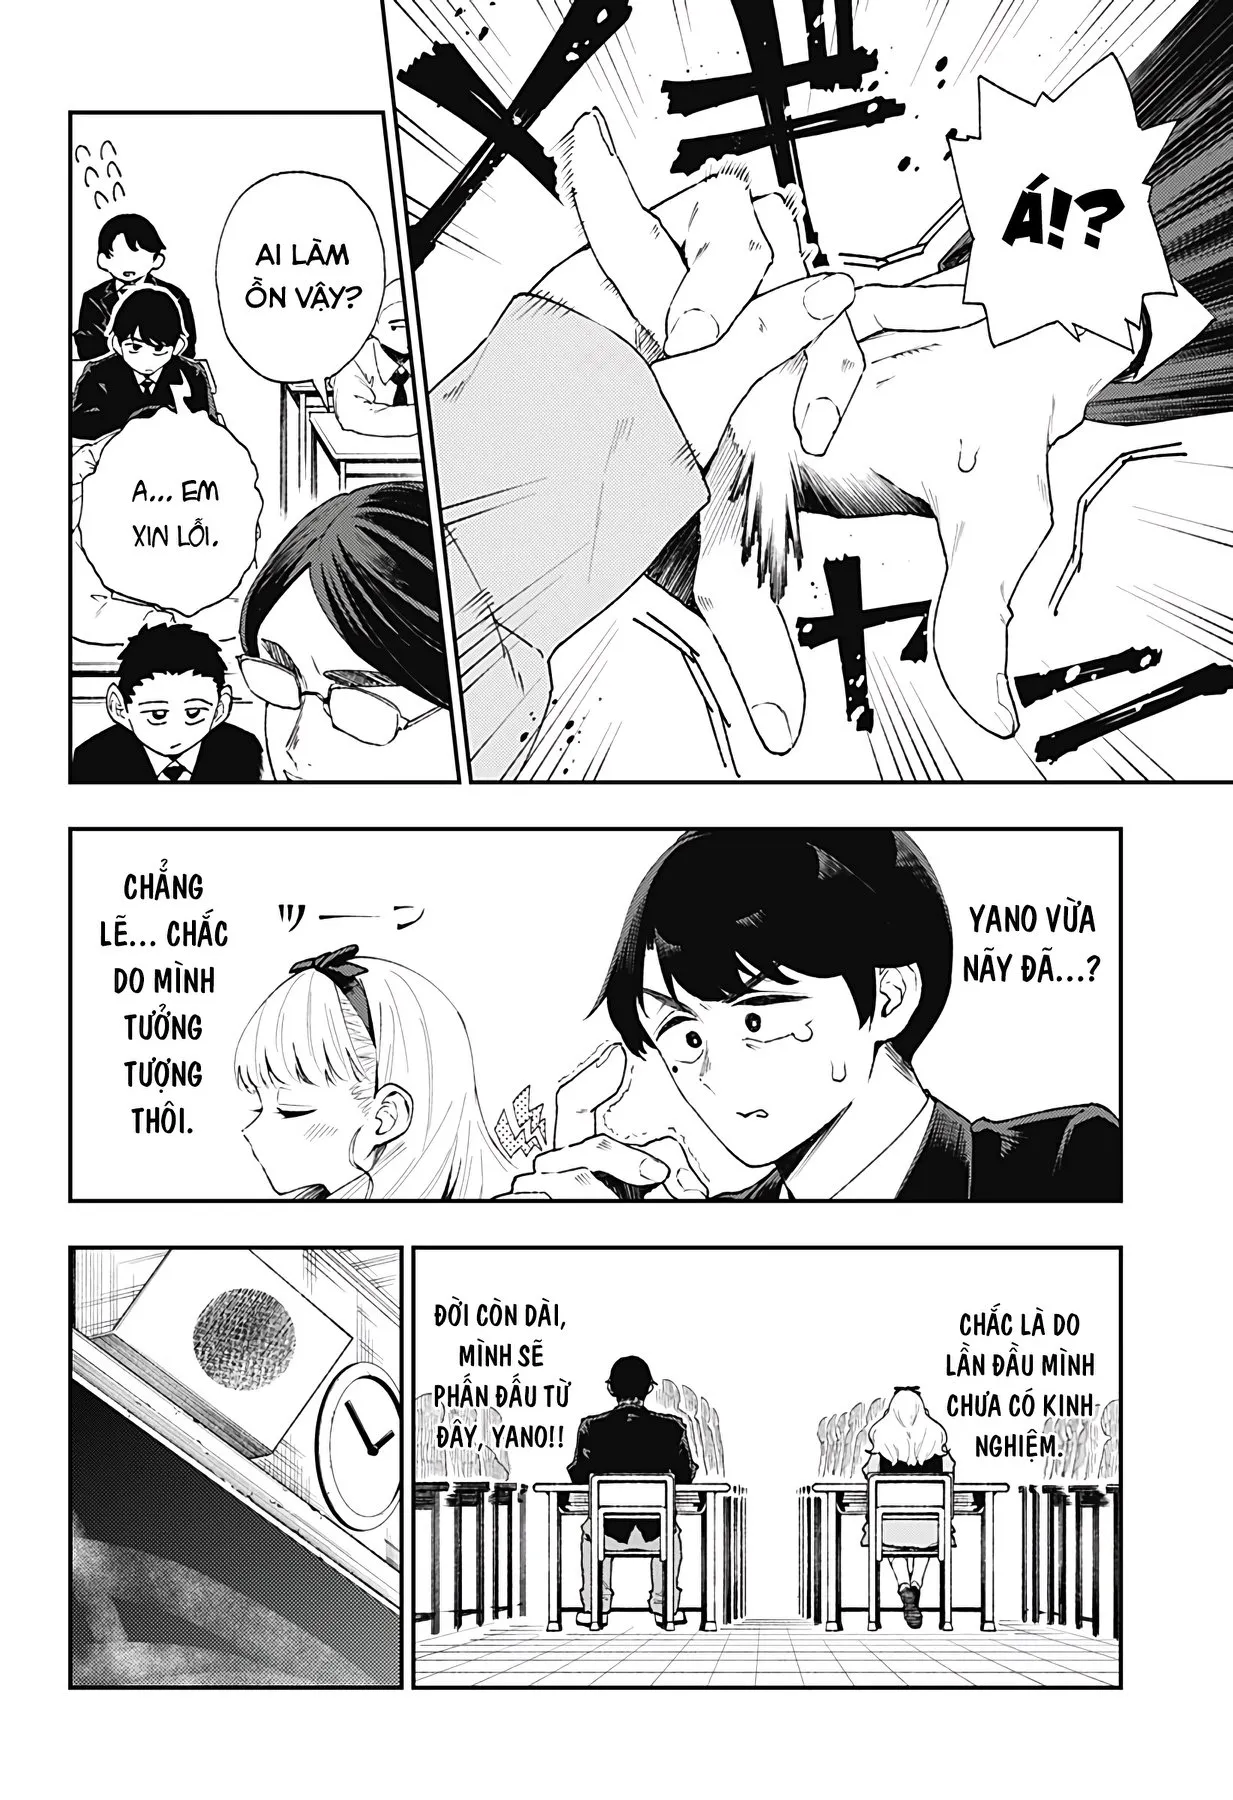 Á!?
AI LÀM
ỒN VẬY?
A... EM
XIN LỖI.
YANO VỪA
NÃY ĐÃ...?
ツーン
CHẲNG
LẼ... CHẮC
DO MÌNH
TƯỞNG
TƯỢNG
THÔI.
CHẮC LÀ DO
LẦN ĐẦU MÌNH
CHƯA CÓ KINH
NGHIỆM.
ĐỜI CÒN DÀI,
MÌNH SẼ
PHẤN ĐẤU TỪ
ĐÂY, YANO!!